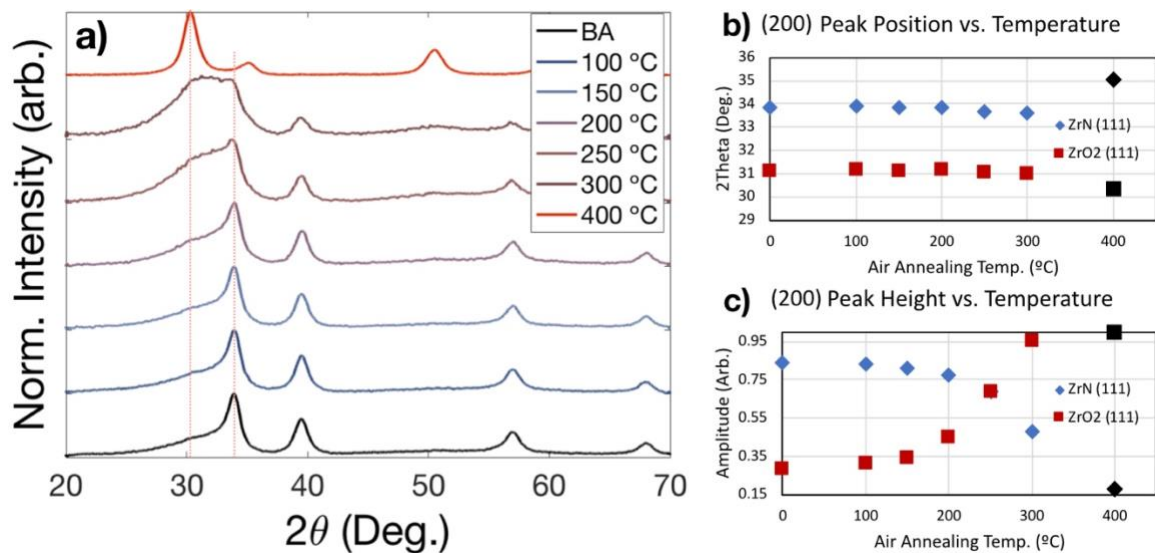 a)
Norm. Intensity (arb.)
BA
100 °C
150 °C
200 °C
250 °C
300 °C
400 °C
20 30 40 50 60 70
2θ (Deg.)
b) (200) Peak Position vs. Temperature
2Theta (Deg.)
36
35
34
33
32
31
30
29
ZrN (111)
ZrO2 (111)
0 100 200 300 400
Air Annealing Temp. (ºC)
c) (200) Peak Height vs. Temperature
Amplitude (Arb.)
0.95
0.75
0.55
0.35
0.15
ZrN (111)
ZrO2 (111)
0 100 200 300 400
Air Annealing Temp. (ºC)